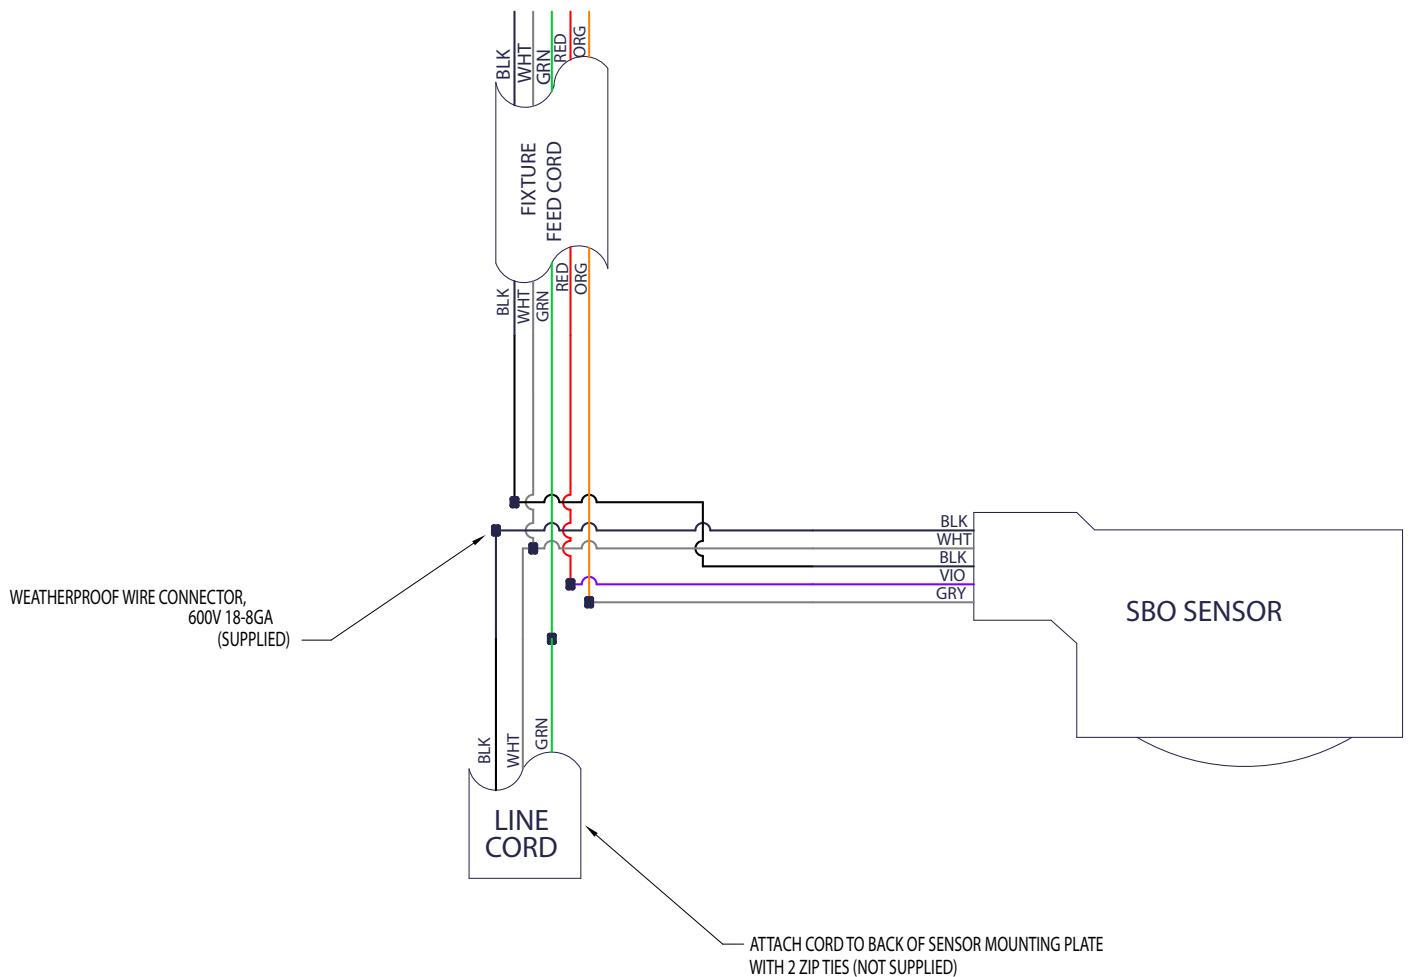 BLK
WHT
GRN
RED
ORG
FIXTURE
FEED CORD
BLK
WHT
GRN
RED
ORG
BLK
WHT
BLK
VIO
GRY
SBO SENSOR
WEATHERPROOF WIRE CONNECTOR,
600V 18-8GA
(SUPPLIED)
BLK
WHT
GRN
LINE
CORD
ATTACH CORD TO BACK OF SENSOR MOUNTING PLATE
WITH 2 ZIP TIES (NOT SUPPLIED)